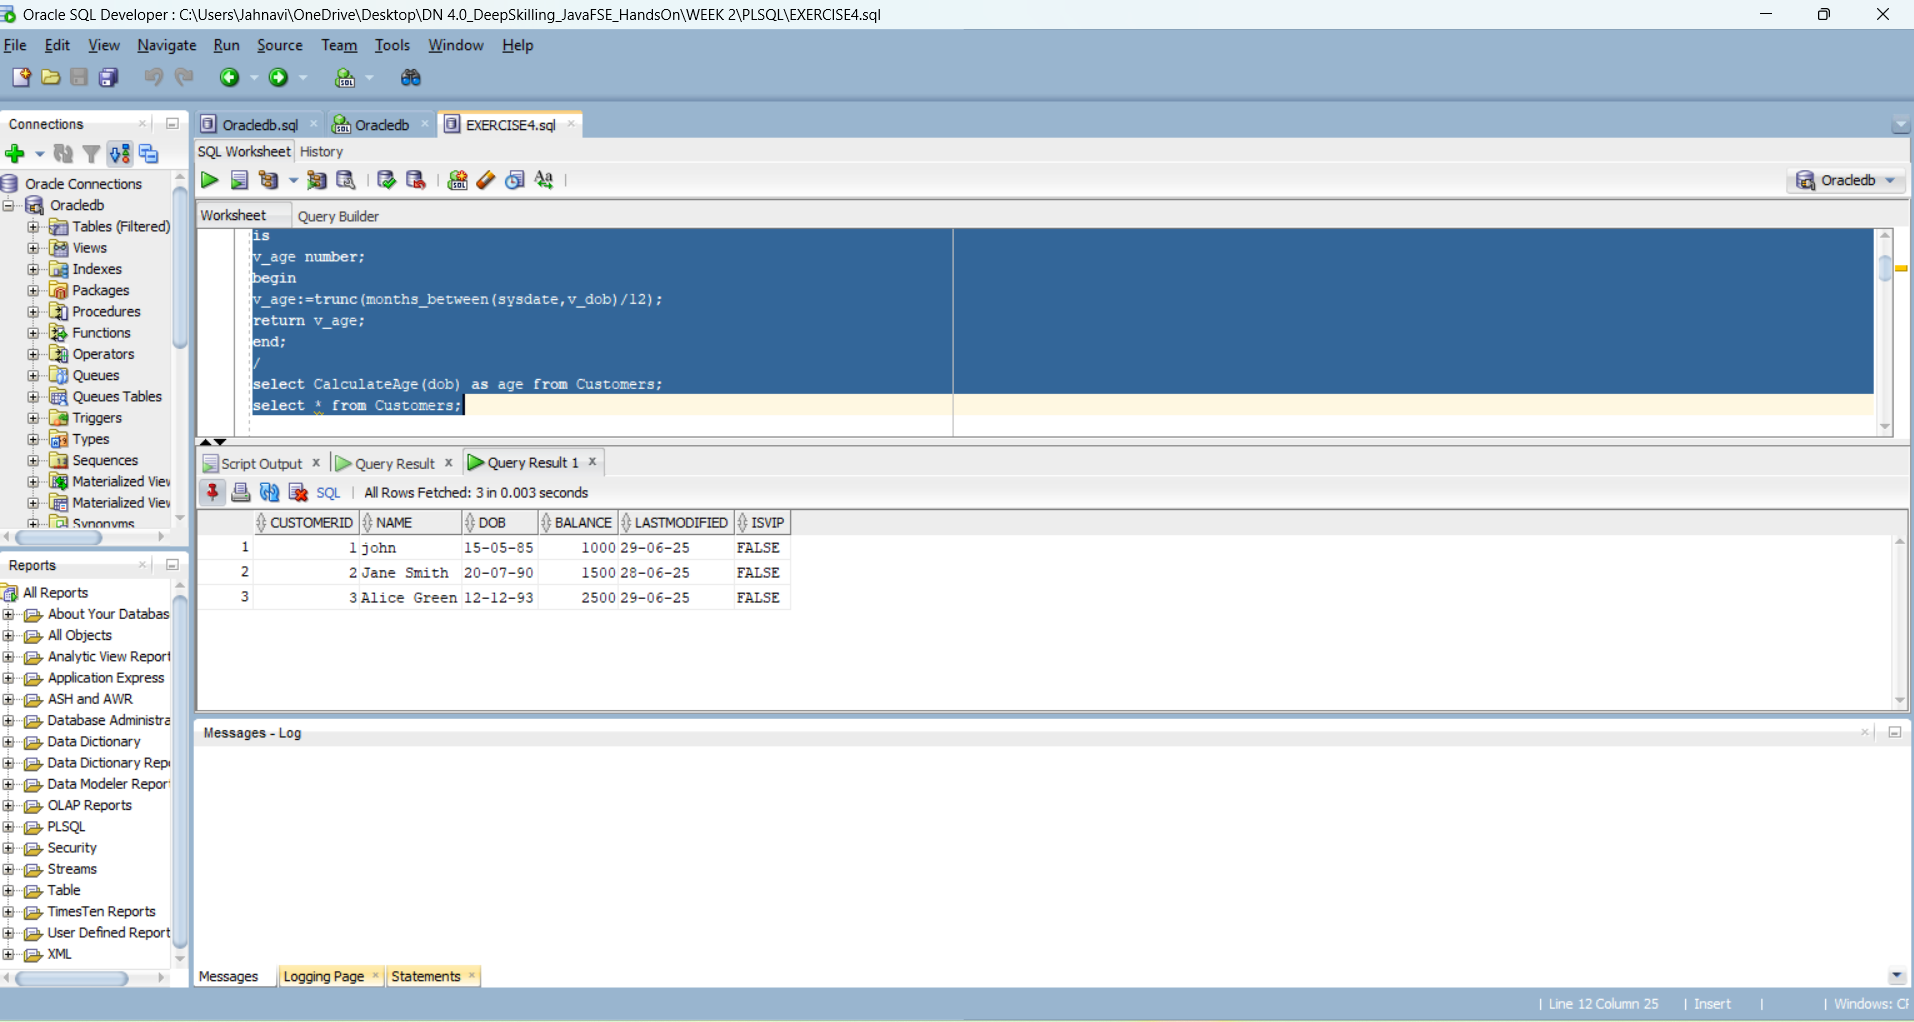 Oracle SQL Developer : C:\Users\Jahnavi\OneDrive\Desktop\DN 4.0_DeepSkilling_JavaFSE_HandsOn\WEEK 2\PLSQL\EXERCISE4.sql
File Edit View Navigate Run Source Team Tools Window Help
Connections
Oracle Connections
Oracledb
Tables (Filtered)
Views
Indexes
Packages
Procedures
Functions
Operators
Queues
Queues Tables
Triggers
Types
Sequences
Materialized View
Materialized View
Synonyms
Reports
All Reports
About Your Databas
All Objects
Analytic View Report
Application Express
ASH and AWR
Database Administra
Data Dictionary
Data Dictionary Rep
Data Modeler Repor
OLAP Reports
PLSQL
Security
Streams
Table
TimesTen Reports
User Defined Report
XML
Oracledb.sql Oracledb EXERCISE4.sql
SQL Worksheet History
Oracledb
Worksheet Query Builder
is
v_age number;
begin
v_age:=trunc(months_between(sysdate,v_dob)/12);
return v_age;
end;
/
select CalculateAge(dob) as age from Customers;
select * from Customers;
Script Output Query Result Query Result 1
SQL All Rows Fetched: 3 in 0.003 seconds
CUSTOMERID NAME DOB BALANCE LASTMODIFIED ISVIP
1 1 john 15-05-85 1000 29-06-25 FALSE
2 2 Jane Smith 20-07-90 1500 28-06-25 FALSE
3 3 Alice Green 12-12-93 2500 29-06-25 FALSE
Messages - Log
Messages Logging Page Statements
Line 12 Column 25 Insert Windows: CF